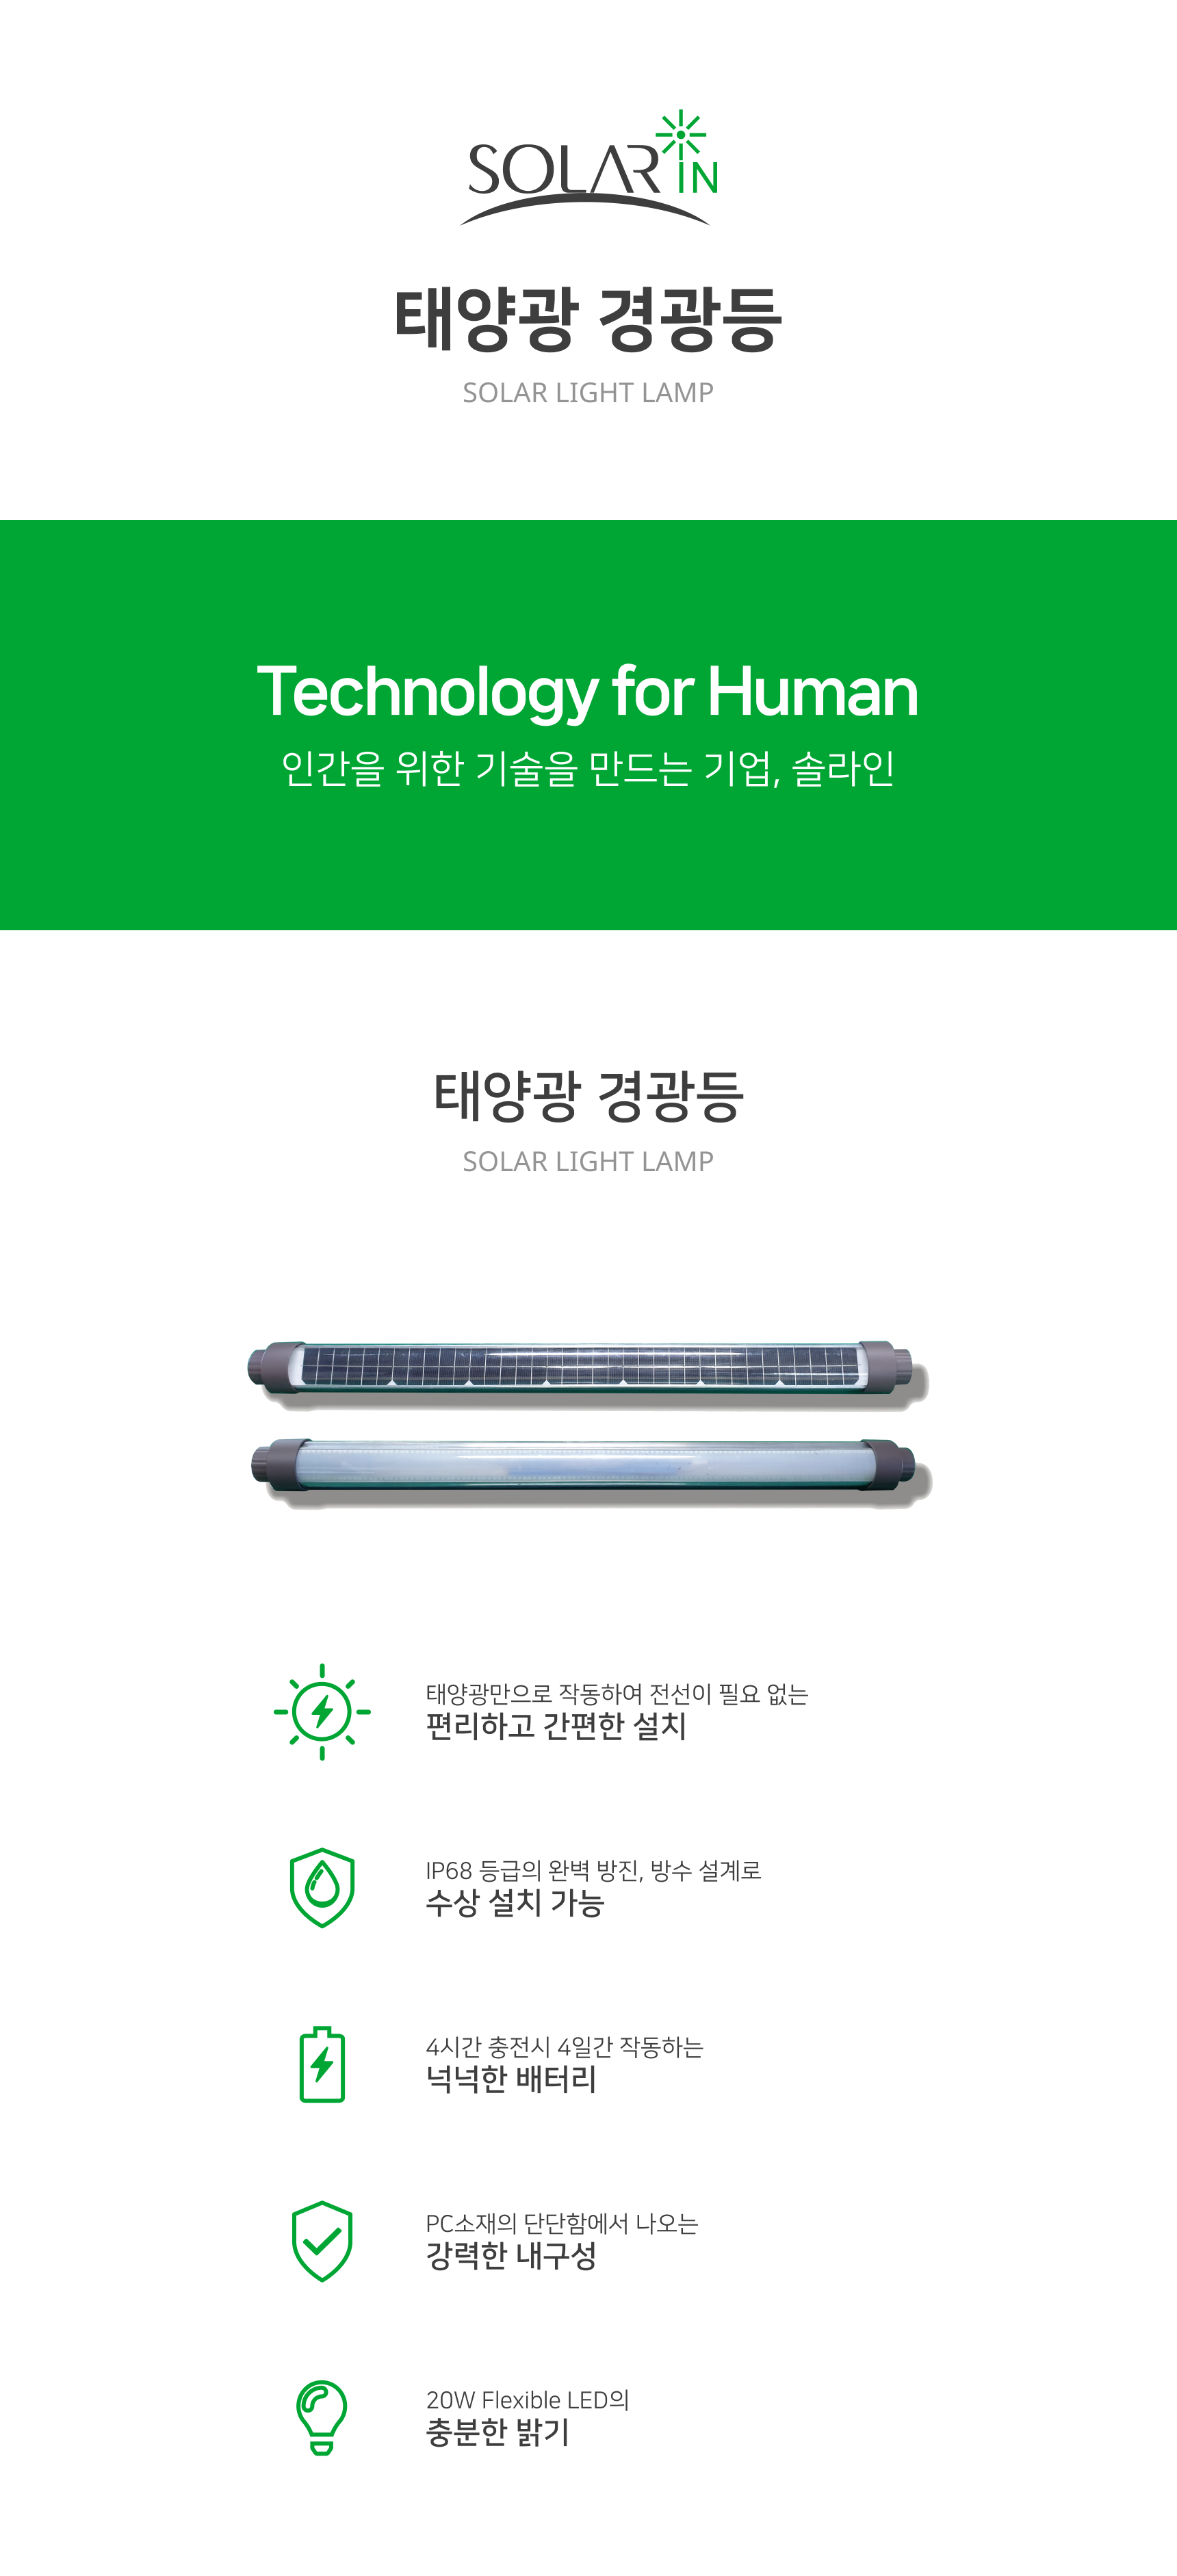 SOLAR IN
태양광 경광등
SOLAR LIGHT LAMP
Technology for Human
인간을 위한 기술을 만드는 기업, 솔라인
태양광 경광등
SOLAR LIGHT LAMP
태양광만으로 작동하여 전선이 필요 없는
편리하고 간편한 설치
IP68 등급의 완벽 방진, 방수 설계로
수상 설치 가능
4시간 충전시 4일간 작동하는
넉넉한 배터리
PC소재의 단단함에서 나오는
강력한 내구성
20W Flexible LED의
충분한 밝기